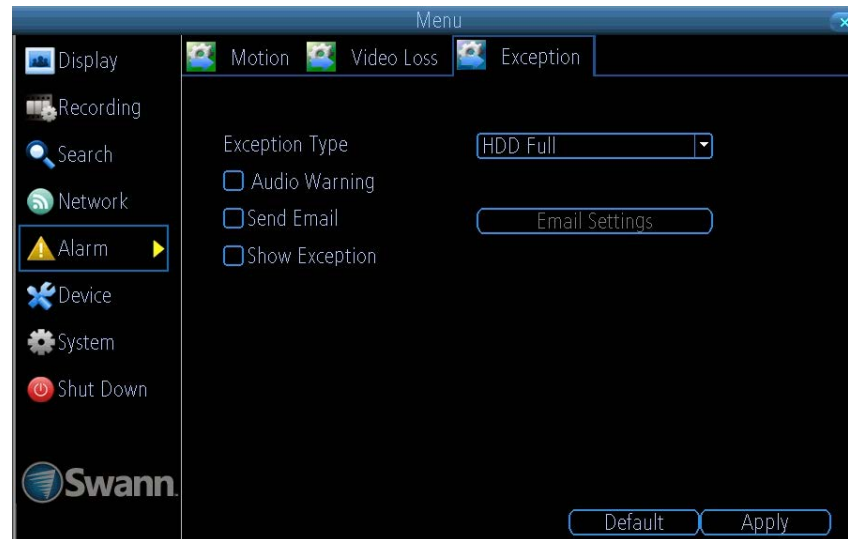 Menu
Display
Recording
Search
Network
Alarm
Device
System
Shut Down
Swann
Motion Video Loss Exception
Exception Type HDD Full
Audio Warning
Send Email Email Settings
Show Exception
Default Apply